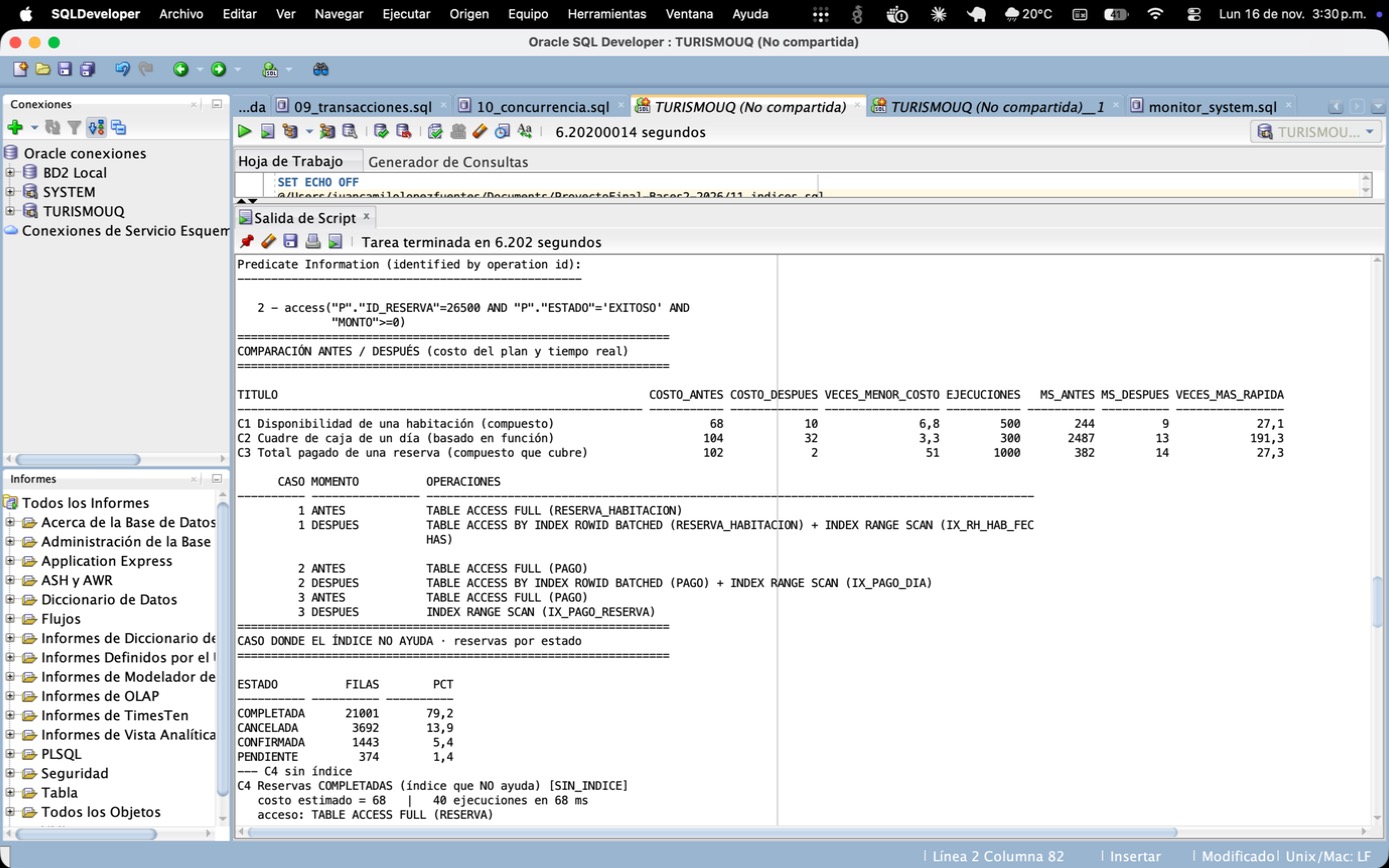 SQLDeveloper Archivo Editar Ver Navegar Ejecutar Origen Equipo Herramientas Ventana Ayuda 20°C 41 Lun 16 de nov. 3:30 p.m.
Oracle SQL Developer : TURISMOUQ (No compartida)
Conexiones
Oracle conexiones
BD2 Local
SYSTEM
TURISMOUQ
Conexiones de Servicio Esquem
Informes
Todos los Informes
Acerca de la Base de Datos
Administración de la Base
Application Express
ASH y AWR
Diccionario de Datos
Flujos
Informes de Diccionario de
Informes Definidos por el
Informes de Modelador de
Informes de OLAP
Informes de TimesTen
Informes de Vista Analítica
PLSQL
Seguridad
Tabla
Todos los Objetos
...da 09_transacciones.sql 10_concurrencia.sql TURISMOUQ (No compartida) TURISMOUQ (No compartida)__1 monitor_system.sql
6.20200014 segundos TURISMOU...
Hoja de Trabajo Generador de Consultas
SET ECHO OFF
@/Users/juancamilolopezfuentes/Documents/ProyectoFinal-Bases2-2026/11_indices.sql
Salida de Script
Tarea terminada en 6.202 segundos
Predicate Information (identified by operation id):
---------------------------------------------------
2 - access("P"."ID_RESERVA"=26500 AND "P"."ESTADO"='EXITOSO' AND
"MONTO">=0)
================================================================
COMPARACIÓN ANTES / DESPUÉS (costo del plan y tiempo real)
================================================================
TITULO COSTO_ANTES COSTO_DESPUES VECES_MENOR_COSTO EJECUCIONES MS_ANTES MS_DESPUES VECES_MAS_RAPIDA
------------------------------------------------------------ ----------- ------------- ----------------- ----------- ---------- ---------- ----------------
C1 Disponibilidad de una habitación (compuesto) 68 10 6,8 500 244 9 27,1
C2 Cuadre de caja de un día (basado en función) 104 32 3,3 300 2487 13 191,3
C3 Total pagado de una reserva (compuesto que cubre) 102 2 51 1000 382 14 27,3
CASO MOMENTO OPERACIONES
---------- ---------------- ------------------------------------------------------------------------------------------
1 ANTES TABLE ACCESS FULL (RESERVA_HABITACION)
1 DESPUES TABLE ACCESS BY INDEX ROWID BATCHED (RESERVA_HABITACION) + INDEX RANGE SCAN (IX_RH_HAB_FEC
HAS)
2 ANTES TABLE ACCESS FULL (PAGO)
2 DESPUES TABLE ACCESS BY INDEX ROWID BATCHED (PAGO) + INDEX RANGE SCAN (IX_PAGO_DIA)
3 ANTES TABLE ACCESS FULL (PAGO)
3 DESPUES INDEX RANGE SCAN (IX_PAGO_RESERVA)
================================================================
CASO DONDE EL ÍNDICE NO AYUDA · reservas por estado
================================================================
ESTADO FILAS PCT
---------- ---------- ----------
COMPLETADA 21001 79,2
CANCELADA 3692 13,9
CONFIRMADA 1443 5,4
PENDIENTE 374 1,4
--- C4 sin índice
C4 Reservas COMPLETADAS (índice que NO ayuda) [SIN_INDICE]
costo estimado = 68 | 40 ejecuciones en 68 ms
acceso: TABLE ACCESS FULL (RESERVA)
Línea 2 Columna 82 Insertar Modificado Unix/Mac: LF